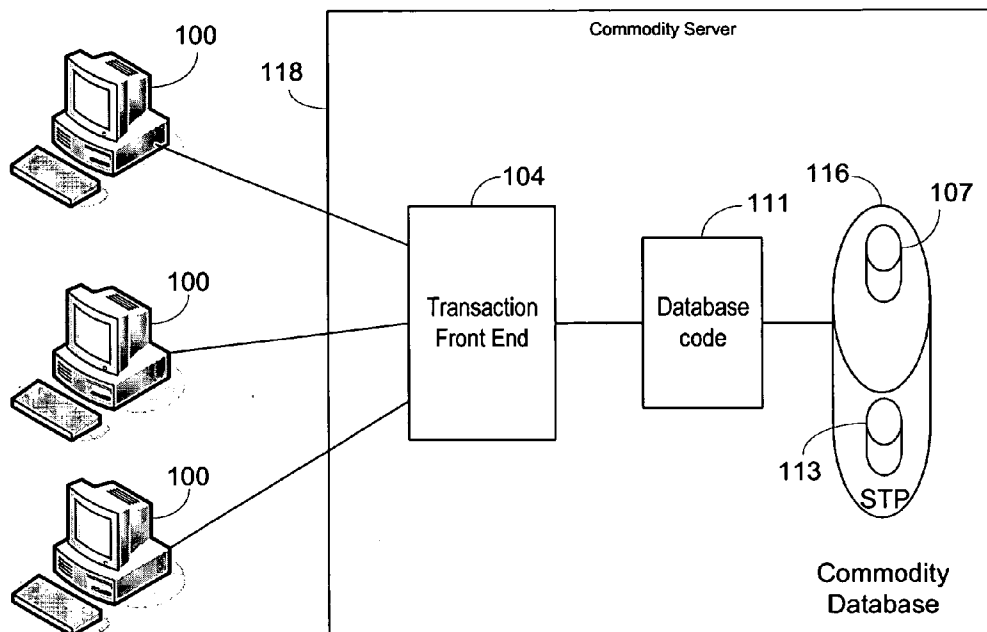 Commodity Server
100
118
104
116
107
111
100
Transaction
Front End
Database
code
113
STP
100
Commodity
Database